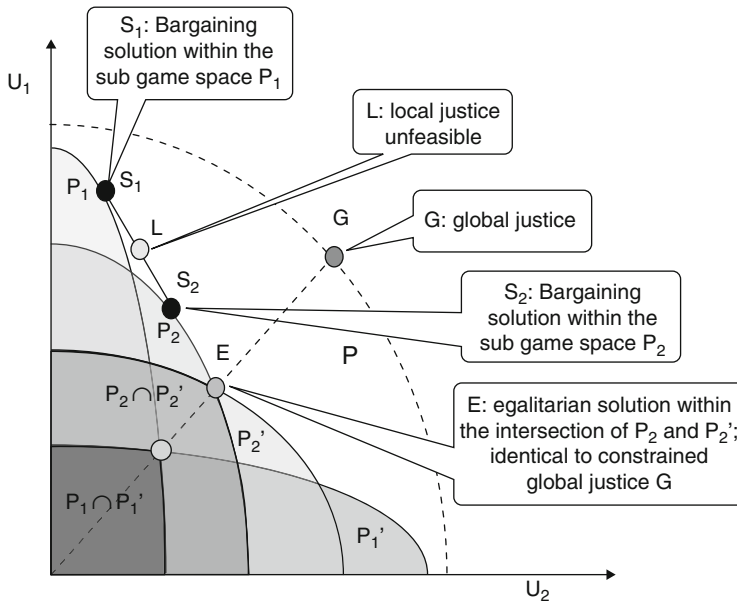 S₁: Bargaining
solution within the
sub game space P₁
U₁
L: local justice
unfeasible
P₁
S₁
L
G
G: global justice
S₂
P₂
S₂: Bargaining
solution within the
sub game space P₂
E
P
P₂∩P₂’
P₂’
E: egalitarian solution within
the intersection of P₂ and P₂’;
identical to constrained
global justice G
P₁∩P₁’
P₁’
U₂